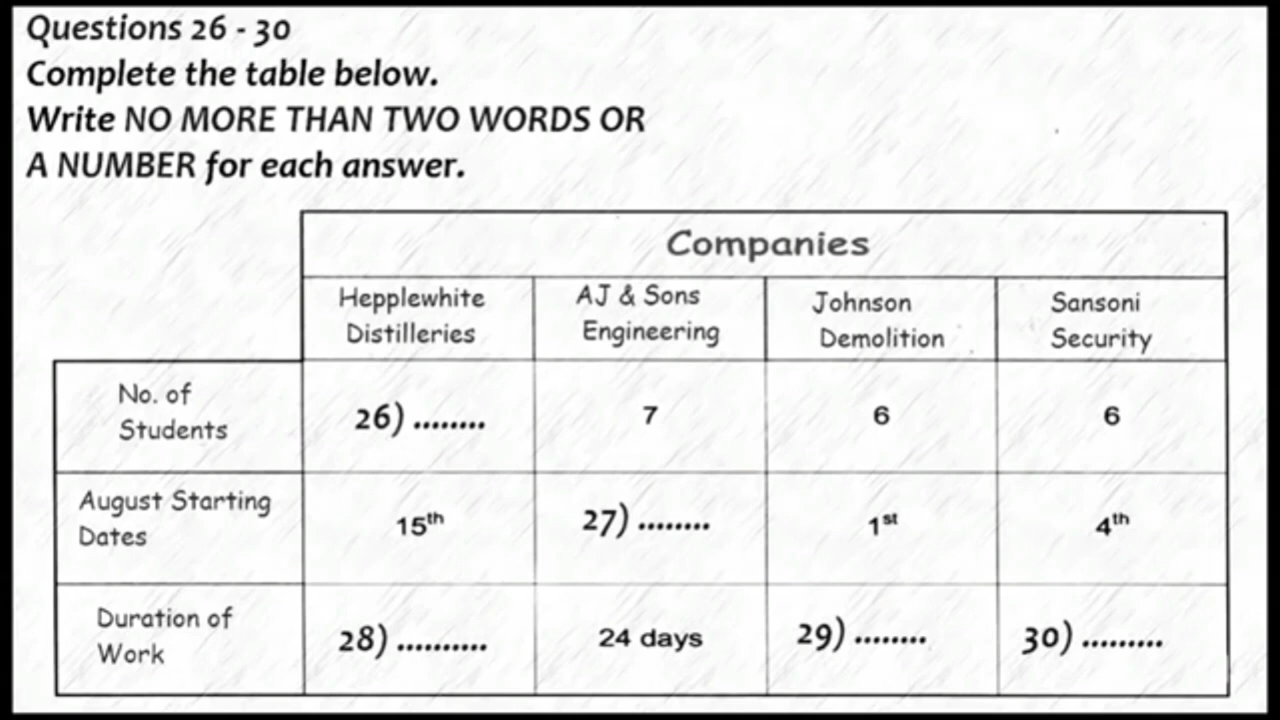 Questions 26 - 30
Complete the table below.
Write NO MORE THAN TWO WORDS OR
A NUMBER for each answer.
Companies
Hepplewhite
Distilleries
AJ & Sons
Engineering
Johnson
Demolition
Sansoni
Security
No. of
Students
26) ........
7
6
6
August Starting
Dates
15th
27) ........
1st
4th
Duration of
Work
28) ..........
24 days
29) ........
30) .........